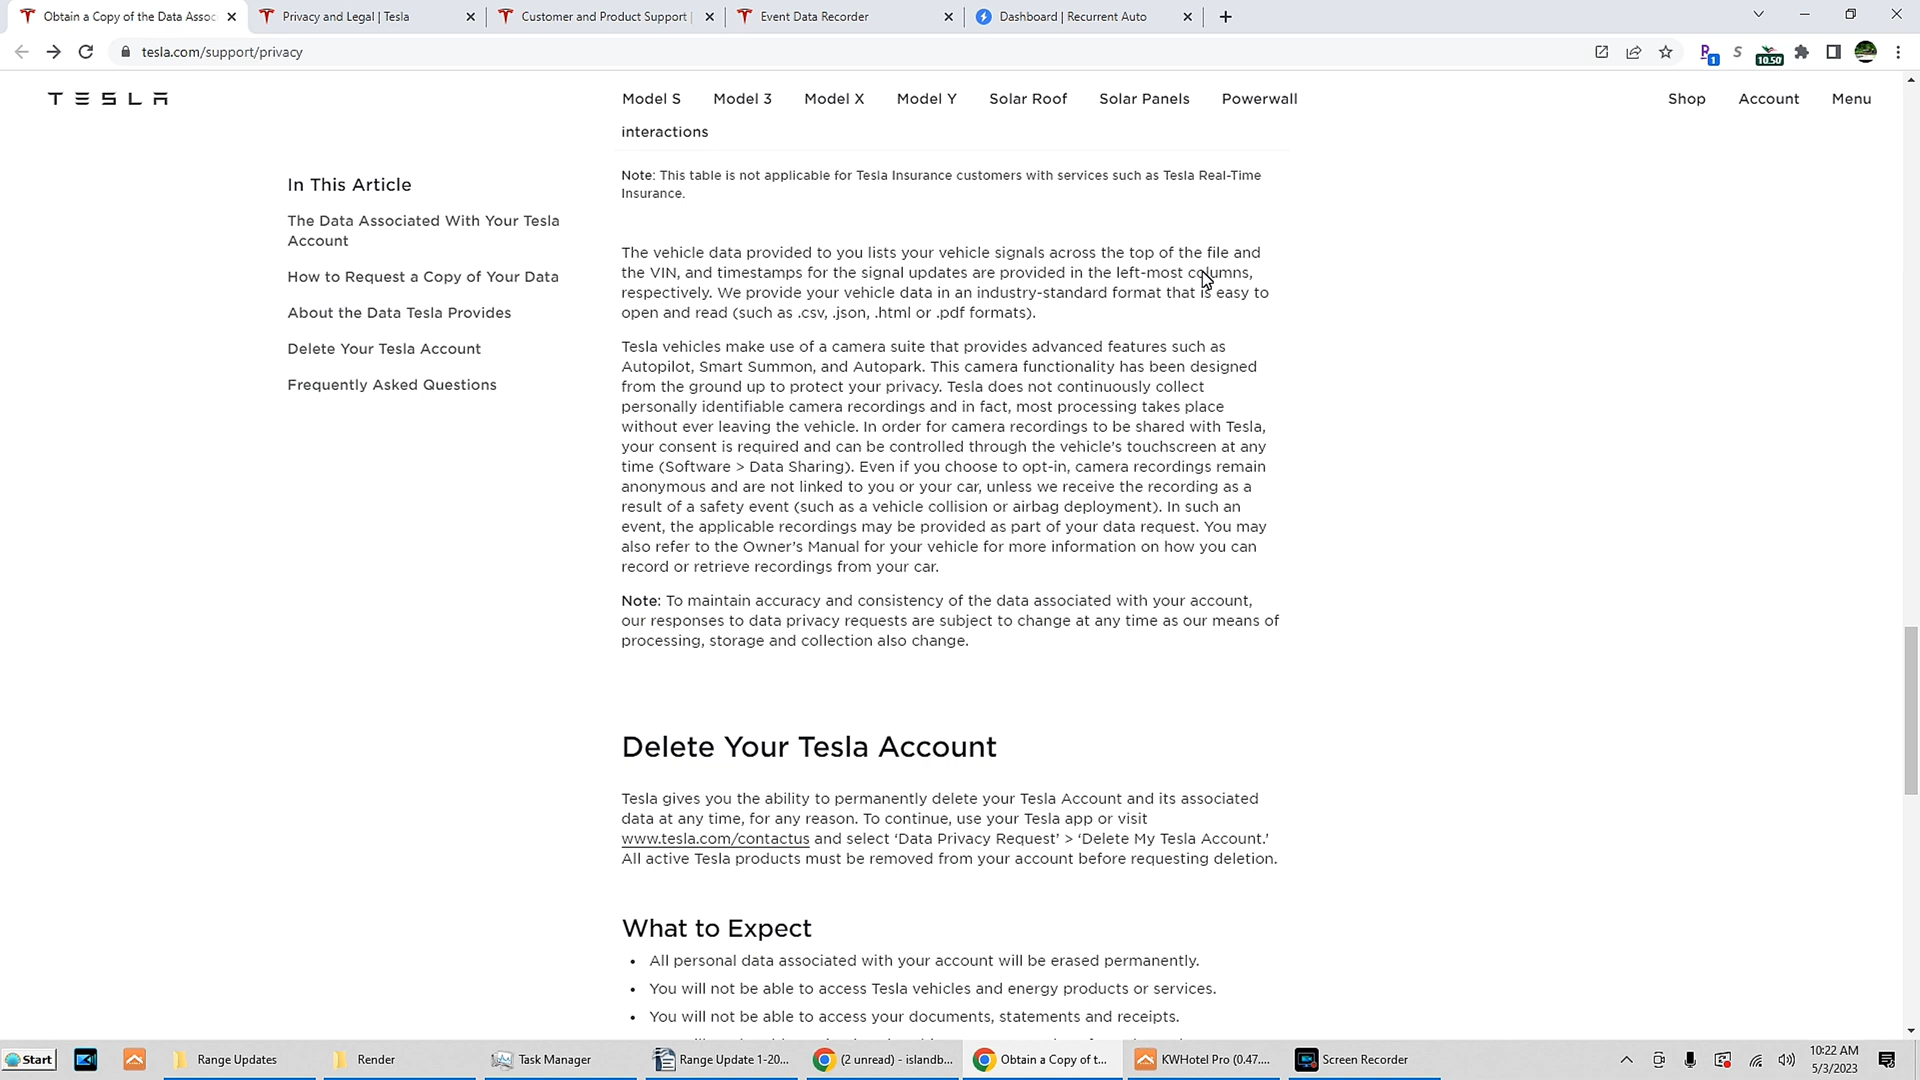 Obtain a Copy of the Data Assoc
Privacy and Legal | Tesla
Customer and Product Support |
Event Data Recorder
Dashboard | Recurrent Auto
tesla.com/support/privacy
1
10.50
TESLA
Model S
Model 3
Model X
Model Y
Solar Roof
Solar Panels
Powerwall
Shop
Account
Menu
In This Article
The Data Associated With Your Tesla
Account
How to Request a Copy of Your Data
About the Data Tesla Provides
Delete Your Tesla Account
Frequently Asked Questions
interactions
Note: This table is not applicable for Tesla Insurance customers with services such as Tesla Real-Time
Insurance.
The vehicle data provided to you lists your vehicle signals across the top of the file and
the VIN, and timestamps for the signal updates are provided in the left-most columns,
respectively. We provide your vehicle data in an industry-standard format that is easy to
open and read (such as .csv, .json, .html or .pdf formats).
Tesla vehicles make use of a camera suite that provides advanced features such as
Autopilot, Smart Summon, and Autopark. This camera functionality has been designed
from the ground up to protect your privacy. Tesla does not continuously collect
personally identifiable camera recordings and in fact, most processing takes place
without ever leaving the vehicle. In order for camera recordings to be shared with Tesla,
your consent is required and can be controlled through the vehicle's touchscreen at any
time (Software > Data Sharing). Even if you choose to opt-in, camera recordings remain
anonymous and are not linked to you or your car, unless we receive the recording as a
result of a safety event (such as a vehicle collision or airbag deployment). In such an
event, the applicable recordings may be provided as part of your data request. You may
also refer to the Owner's Manual for your vehicle for more information on how you can
record or retrieve recordings from your car.
Note: To maintain accuracy and consistency of the data associated with your account,
our responses to data privacy requests are subject to change at any time as our means of
processing, storage and collection also change.
Delete Your Tesla Account
Tesla gives you the ability to permanently delete your Tesla Account and its associated
data at any time, for any reason. To continue, use your Tesla app or visit
www.tesla.com/contactus and select ‘Data Privacy Request’ > ‘Delete My Tesla Account.’
All active Tesla products must be removed from your account before requesting deletion.
What to Expect
• All personal data associated with your account will be erased permanently.
• You will not be able to access Tesla vehicles and energy products or services.
• You will not be able to access your documents, statements and receipts.
Start
Range Updates
Render
Task Manager
Range Update 1-20...
(2 unread) - islandb...
Obtain a Copy of t...
KWHotel Pro (0.47....
Screen Recorder
10:22 AM
5/3/2023